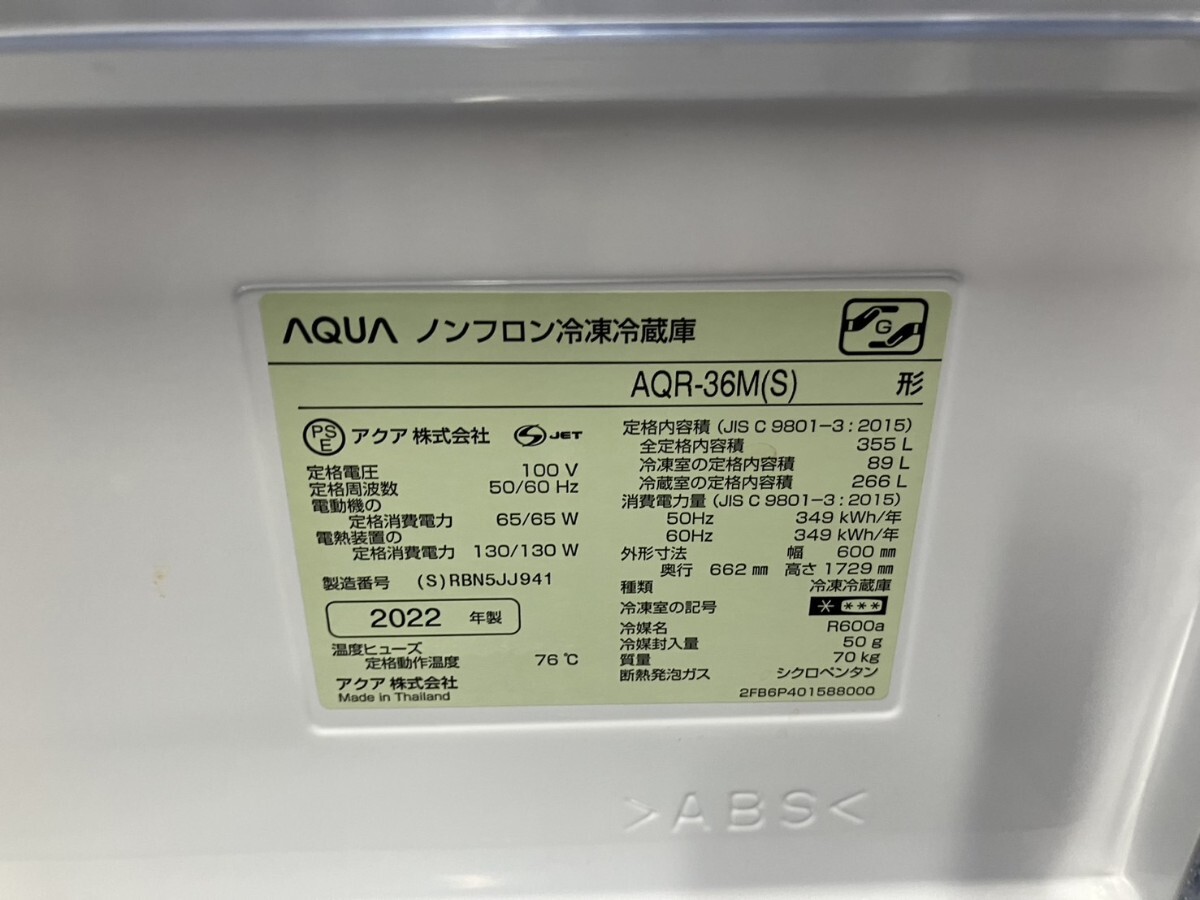 AQUA ノンフロン冷凍冷蔵庫
G
AQR-36M(S) 形
PSE アクア 株式会社 S JET
定格電圧 100 V
定格周波数 50/60 Hz
電動機の
定格消費電力 65/65 W
電熱装置の
定格消費電力 130/130 W
製造番号 (S)RBN5JJ941
2022 年製
温度ヒューズ
定格動作温度 76 ℃
アクア 株式会社
Made in Thailand
定格内容積 (JIS C 9801-3:2015)
全定格内容積 355 L
冷凍室の定格内容積 89 L
冷蔵室の定格内容積 266 L
消費電力量 (JIS C 9801-3:2015)
50Hz 349 kWh/年
60Hz 349 kWh/年
外形寸法 幅 600 mm
奥行 662 mm 高さ 1729 mm
種類 冷凍冷蔵庫
冷凍室の記号 * ***
冷媒名 R600a
冷媒封入量 50 g
質量 70 kg
断熱発泡ガス シクロペンタン
2FB6P401588000
>ABS<